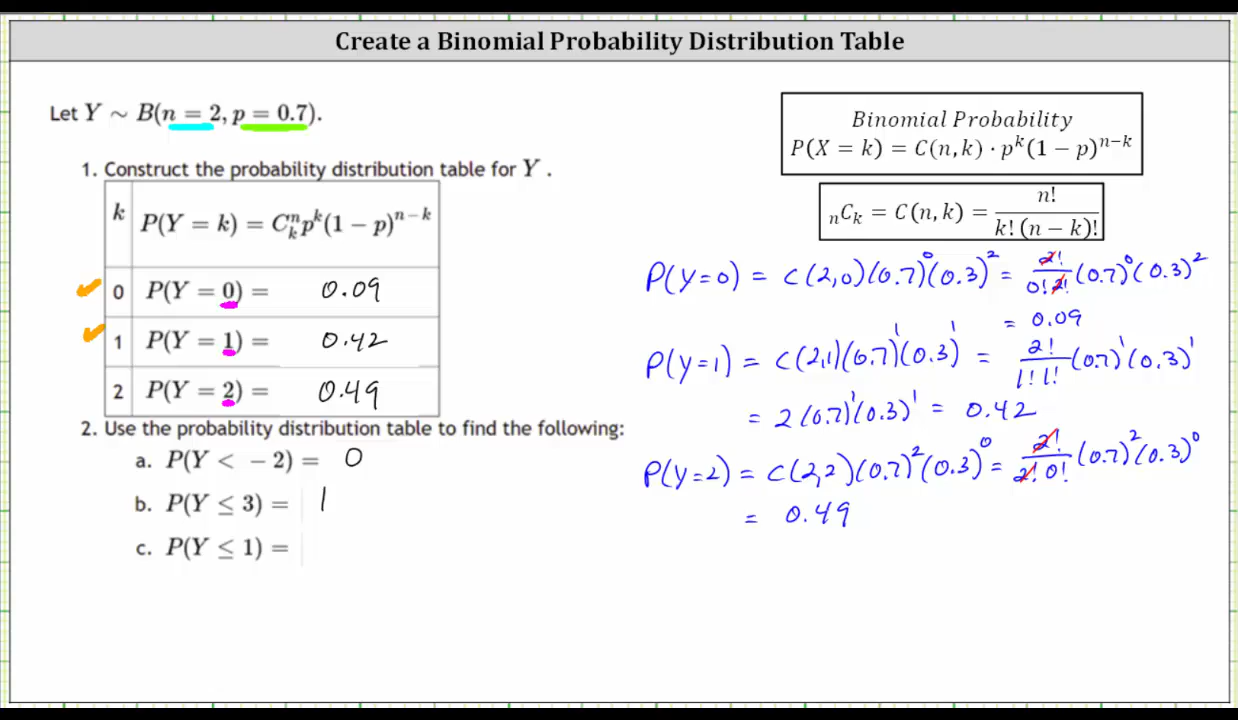 Create a Binomial Probability Distribution Table
Let Y ∼ B(n = 2, p = 0.7).
1. Construct the probability distribution table for Y .
k P(Y = k) = Cₖⁿpᵏ(1 − p)ⁿ⁻ᵏ
0 P(Y = 0) = 0.09
1 P(Y = 1) = 0.42
2 P(Y = 2) = 0.49
2. Use the probability distribution table to find the following:
a. P(Y < − 2) = 0
b. P(Y ≤ 3) = 1
c. P(Y ≤ 1) =
Binomial Probability
P(X = k) = C(n, k) · pᵏ(1 − p)ⁿ⁻ᵏ
ₙCₖ = C(n, k) = n! / k! (n − k)!
P(Y=0) = C(2,0)(0.7)⁰(0.3)² = 2! / 0! 2! (0.7)⁰(0.3)²
= 0.09
P(Y=1) = C(2,1)(0.7)¹(0.3)¹ = 2! / 1! 1! (0.7)¹(0.3)¹
= 2(0.7)¹(0.3)¹ = 0.42
P(Y=2) = C(2,2)(0.7)²(0.3)⁰ = 2! / 2! 0! (0.7)²(0.3)⁰
= 0.49